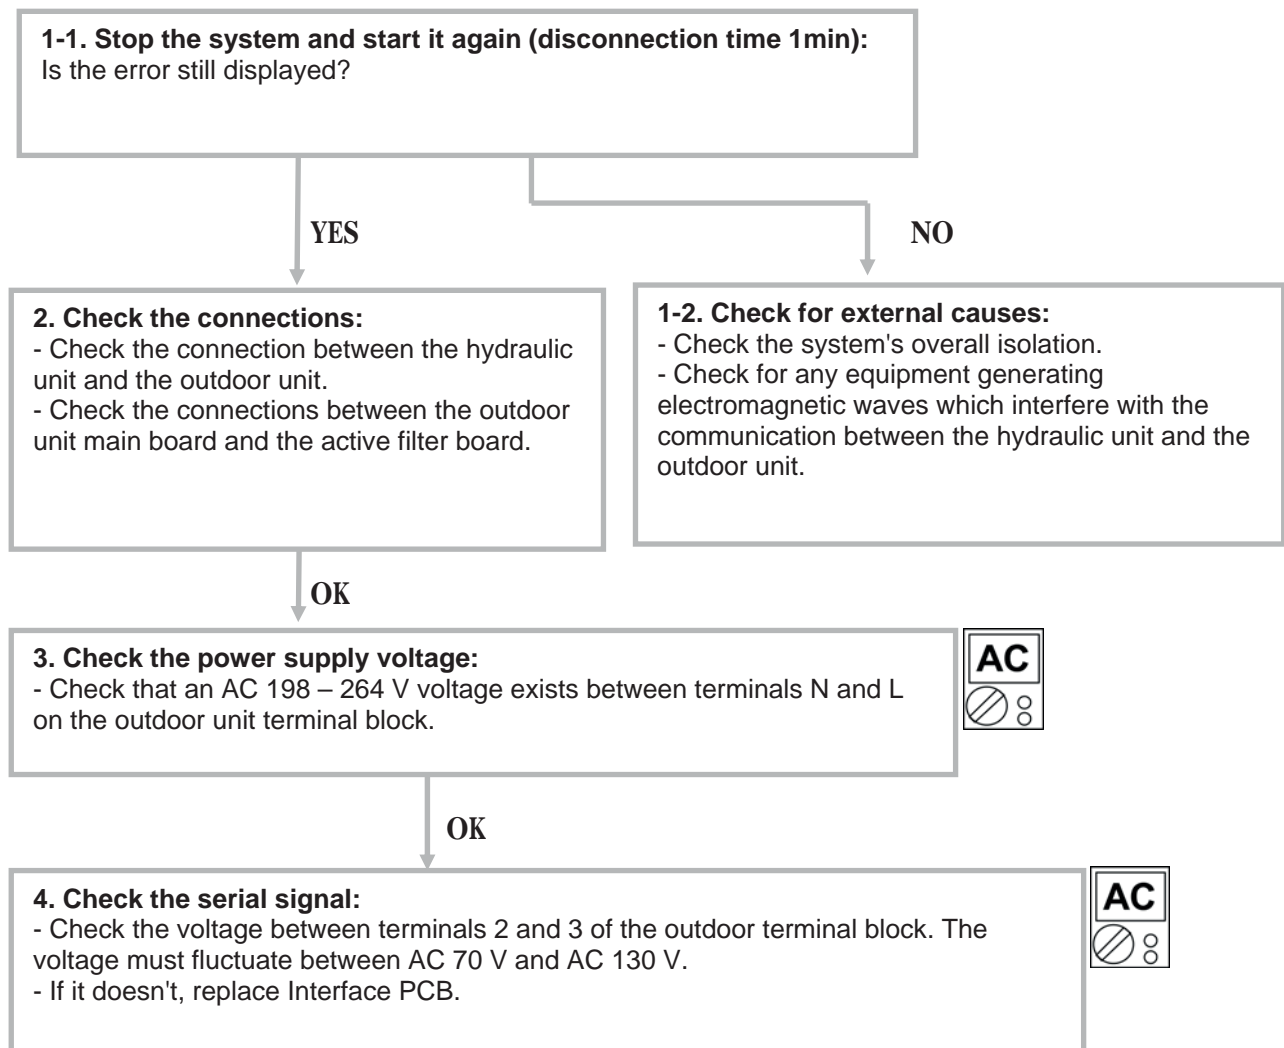 1-1. Stop the system and start it again (disconnection time 1min):
Is the error still displayed?
YES
NO
2. Check the connections:
- Check the connection between the hydraulic
unit and the outdoor unit.
- Check the connections between the outdoor
unit main board and the active filter board.
1-2. Check for external causes:
- Check the system's overall isolation.
- Check for any equipment generating
electromagnetic waves which interfere with the
communication between the hydraulic unit and the
outdoor unit.
OK
3. Check the power supply voltage:
- Check that an AC 198 – 264 V voltage exists between terminals N and L
on the outdoor unit terminal block.
AC
OK
4. Check the serial signal:
- Check the voltage between terminals 2 and 3 of the outdoor terminal block. The
voltage must fluctuate between AC 70 V and AC 130 V.
- If it doesn't, replace Interface PCB.
AC